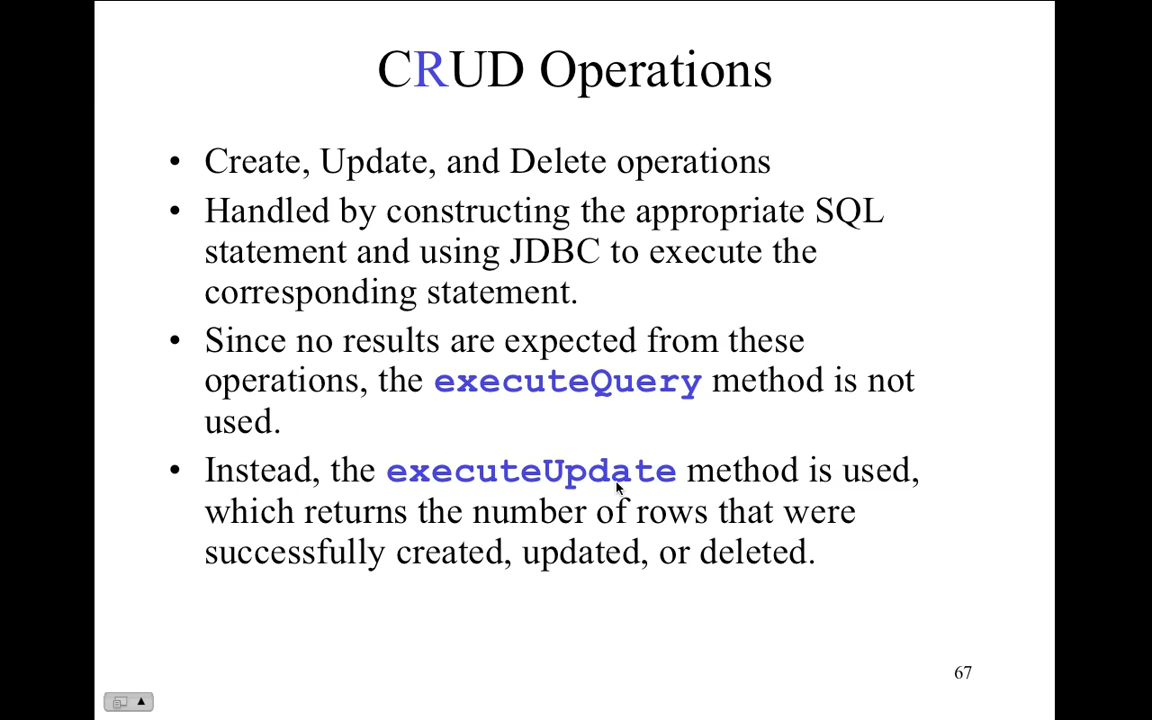 CRUD Operations
• Create, Update, and Delete operations
• Handled by constructing the appropriate SQL
statement and using JDBC to execute the
corresponding statement.
• Since no results are expected from these
operations, the executeQuery method is not
used.
• Instead, the executeUpdate method is used,
which returns the number of rows that were
successfully created, updated, or deleted.
67